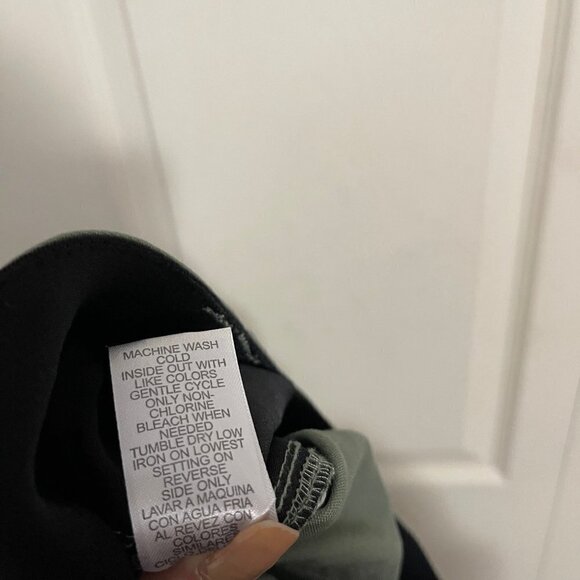 MACHINE WASH
COLD
INSIDE OUT WITH
LIKE COLORS
GENTLE CYCLE
ONLY NON-
CHLORINE
BLEACH WHEN
NEEDED
TUMBLE DRY LOW
IRON ON LOWEST
SETTING ON
REVERSE
SIDE ONLY
LAVAR A MAQUINA
CON AGUA FRIA
AL REVEZ CON
COLORES
SIMILARES